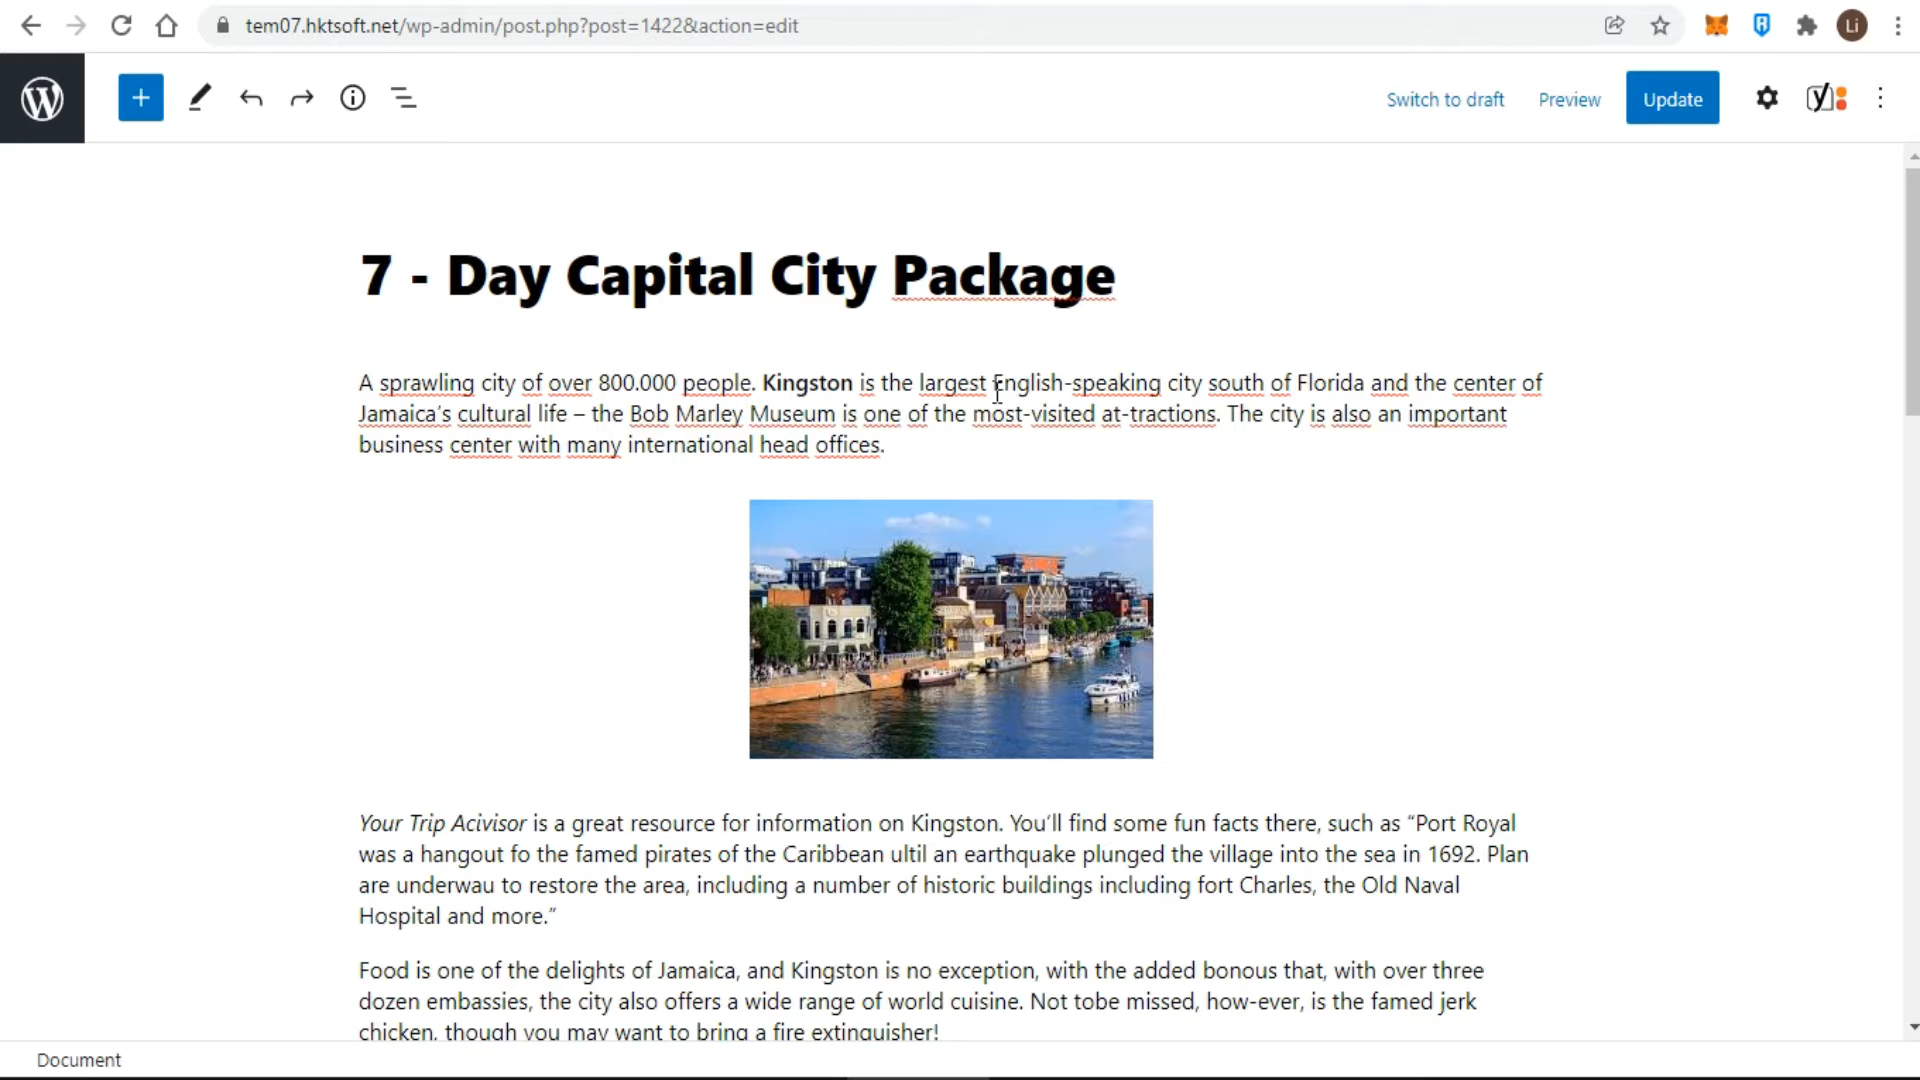 tem07.hktsoft.net/wp-admin/post.php?post=1422&action=edit
Li
Switch to draft
Preview
Update
7 - Day Capital City Package
A sprawling city of over 800.000 people. Kingston is the largest English-speaking city south of Florida and the center of
Jamaica’s cultural life – the Bob Marley Museum is one of the most-visited at-tractions. The city is also an important
business center with many international head offices.
Your Trip Acivisor is a great resource for information on Kingston. You’ll find some fun facts there, such as “Port Royal
was a hangout fo the famed pirates of the Caribbean ultil an earthquake plunged the village into the sea in 1692. Plan
are underwau to restore the area, including a number of historic buildings including fort Charles, the Old Naval
Hospital and more.”
Food is one of the delights of Jamaica, and Kingston is no exception, with the added bonous that, with over three
dozen embassies, the city also offers a wide range of world cuisine. Not tobe missed, how-ever, is the famed jerk
chicken, though you may want to bring a fire extinguisher!
Document